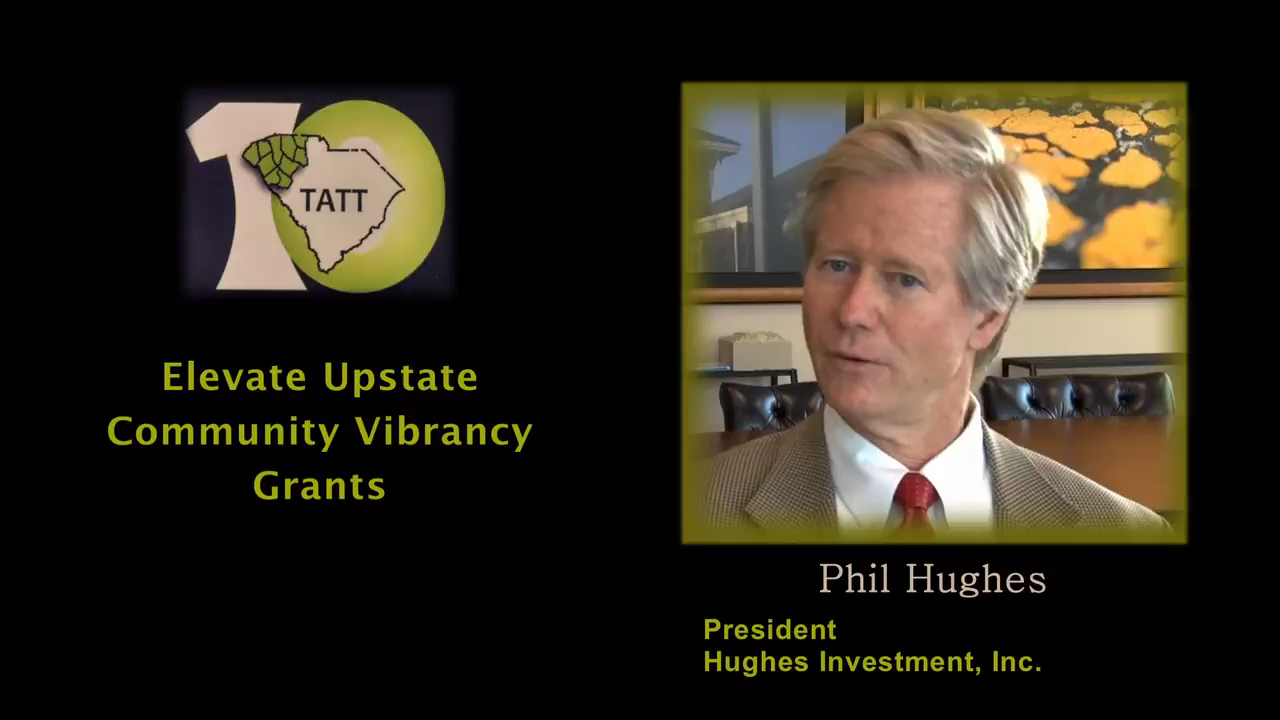 10
TATT
Elevate Upstate
Community Vibrancy
Grants
Phil Hughes
President
Hughes Investment, Inc.